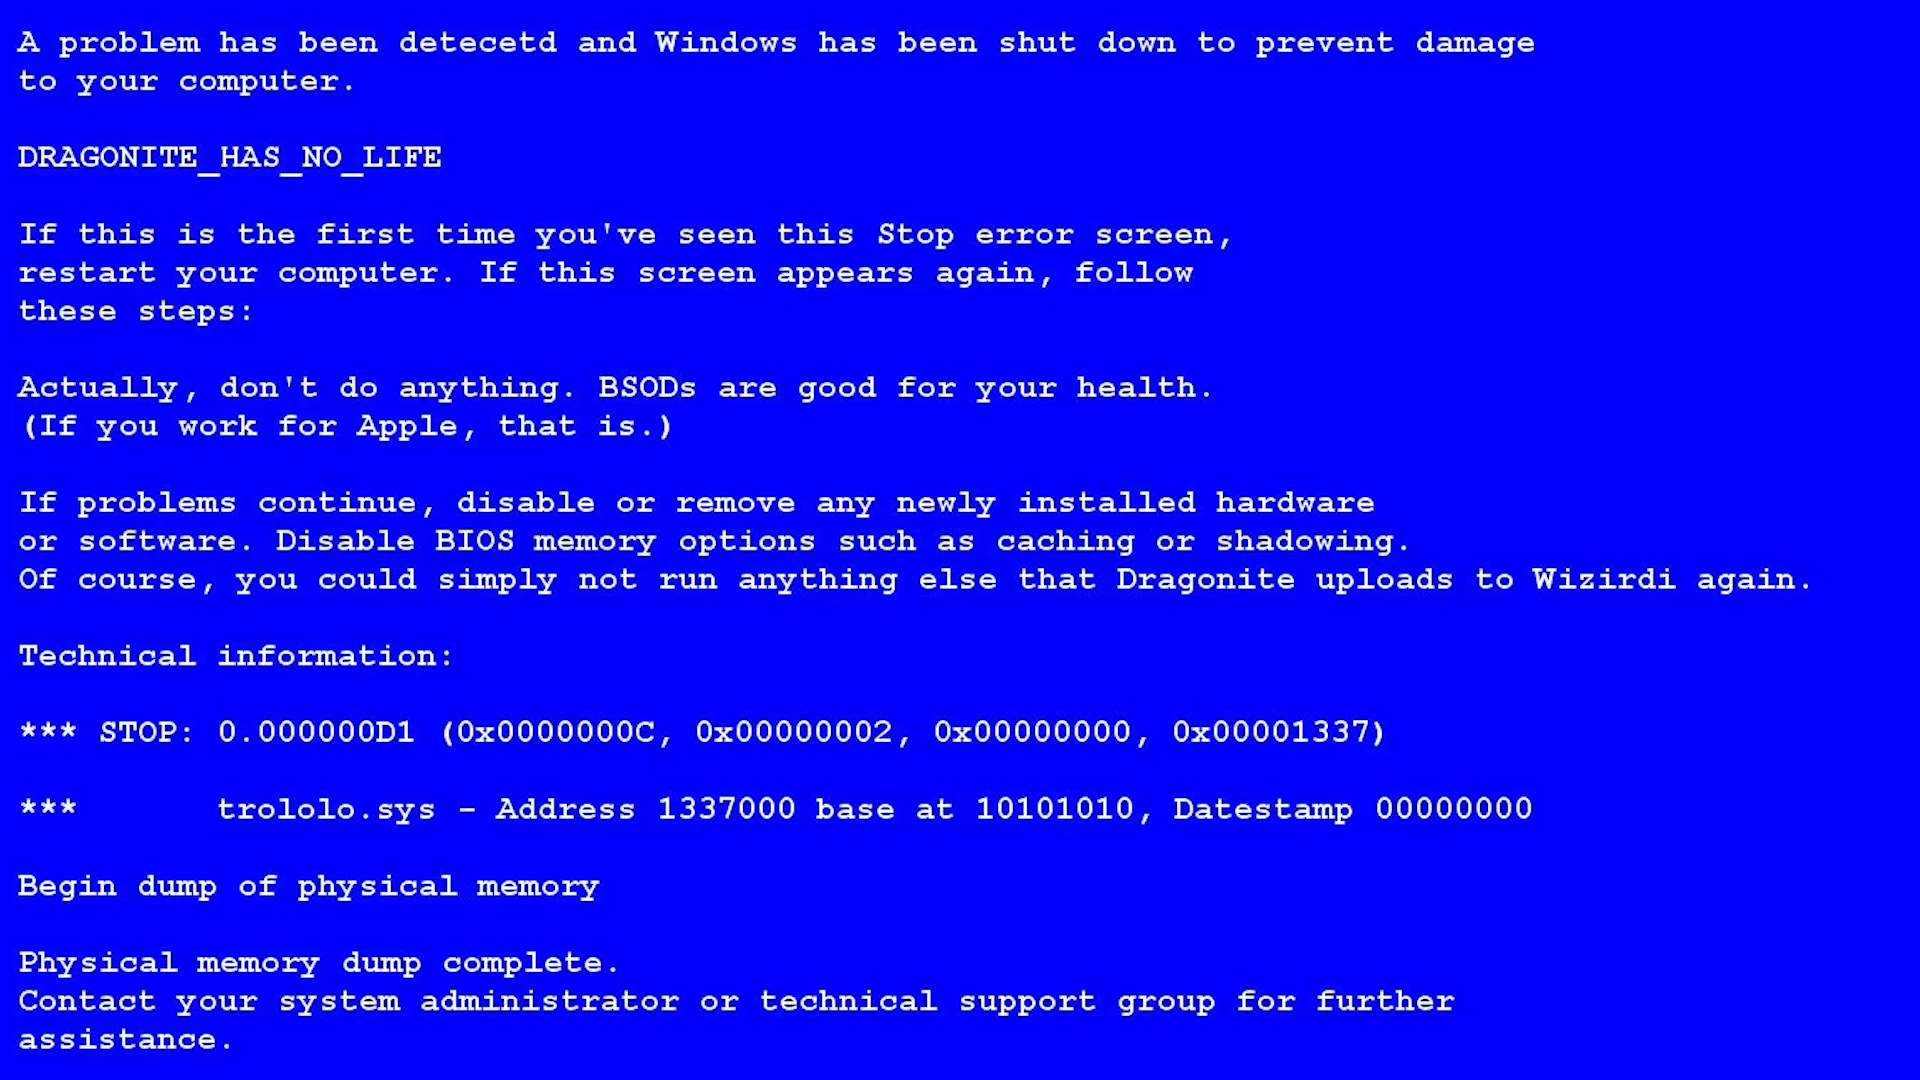 A problem has been detecetd and Windows has been shut down to prevent damage
to your computer.
DRAGONITE_HAS_NO_LIFE
If this is the first time you've seen this Stop error screen,
restart your computer. If this screen appears again, follow
these steps:
Actually, don't do anything. BSODs are good for your health.
(If you work for Apple, that is.)
If problems continue, disable or remove any newly installed hardware
or software. Disable BIOS memory options such as caching or shadowing.
Of course, you could simply not run anything else that Dragonite uploads to Wizirdi again.
Technical information:
*** STOP: 0.000000D1 (0x0000000C, 0x00000002, 0x00000000, 0x00001337)
*** trololo.sys - Address 1337000 base at 10101010, Datestamp 00000000
Begin dump of physical memory
Physical memory dump complete.
Contact your system administrator or technical support group for further
assistance.